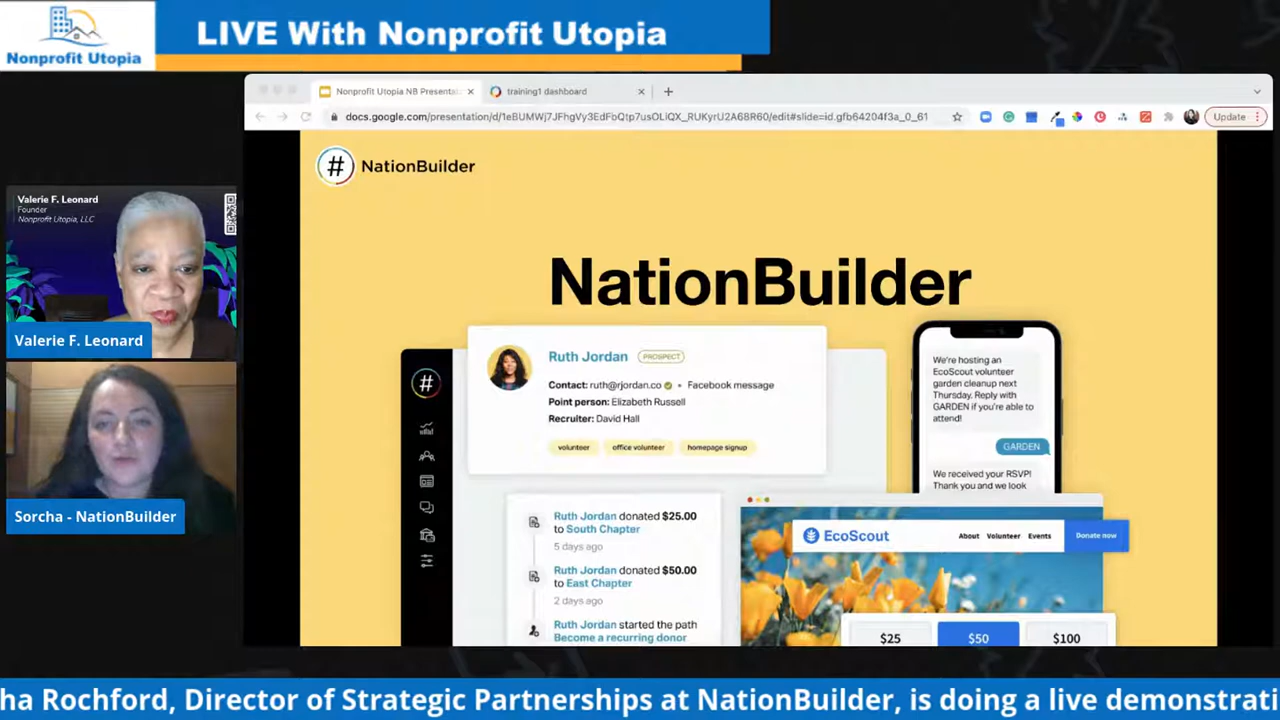 LIVE With Nonprofit Utopia
Nonprofit Utopia
Nonprofit Utopia NB Presentat
training1 dashboard
docs.google.com/presentation/d/1eBUMWj7JFhgVy3EdFbQtp7usOLiQX_RUKyrU2A68R60/edit#slide=id.gfb64204f3a_0_61
Update
# NationBuilder
NationBuilder
Valerie F. Leonard
Founder
Nonprofit Utopia, LLC
Valerie F. Leonard
Sorcha - NationBuilder
#
Ruth Jordan PROSPECT
Contact: ruth@rjordan.co • Facebook message
Point person: Elizabeth Russell
Recruiter: David Hall
volunteer office volunteer homepage signup
Ruth Jordan donated $25.00
to South Chapter
5 days ago
Ruth Jordan donated $50.00
to East Chapter
2 days ago
Ruth Jordan started the path
Become a recurring donor
We're hosting an
EcoScout volunteer
garden cleanup next
Thursday. Reply with
GARDEN if you're able to
attend!
GARDEN
We received your RSVP!
Thank you and we look
EcoScout About Volunteer Events Donate now
$25 $50 $100
ha Rochford, Director of Strategic Partnerships at NationBuilder, is doing a live demonstrati